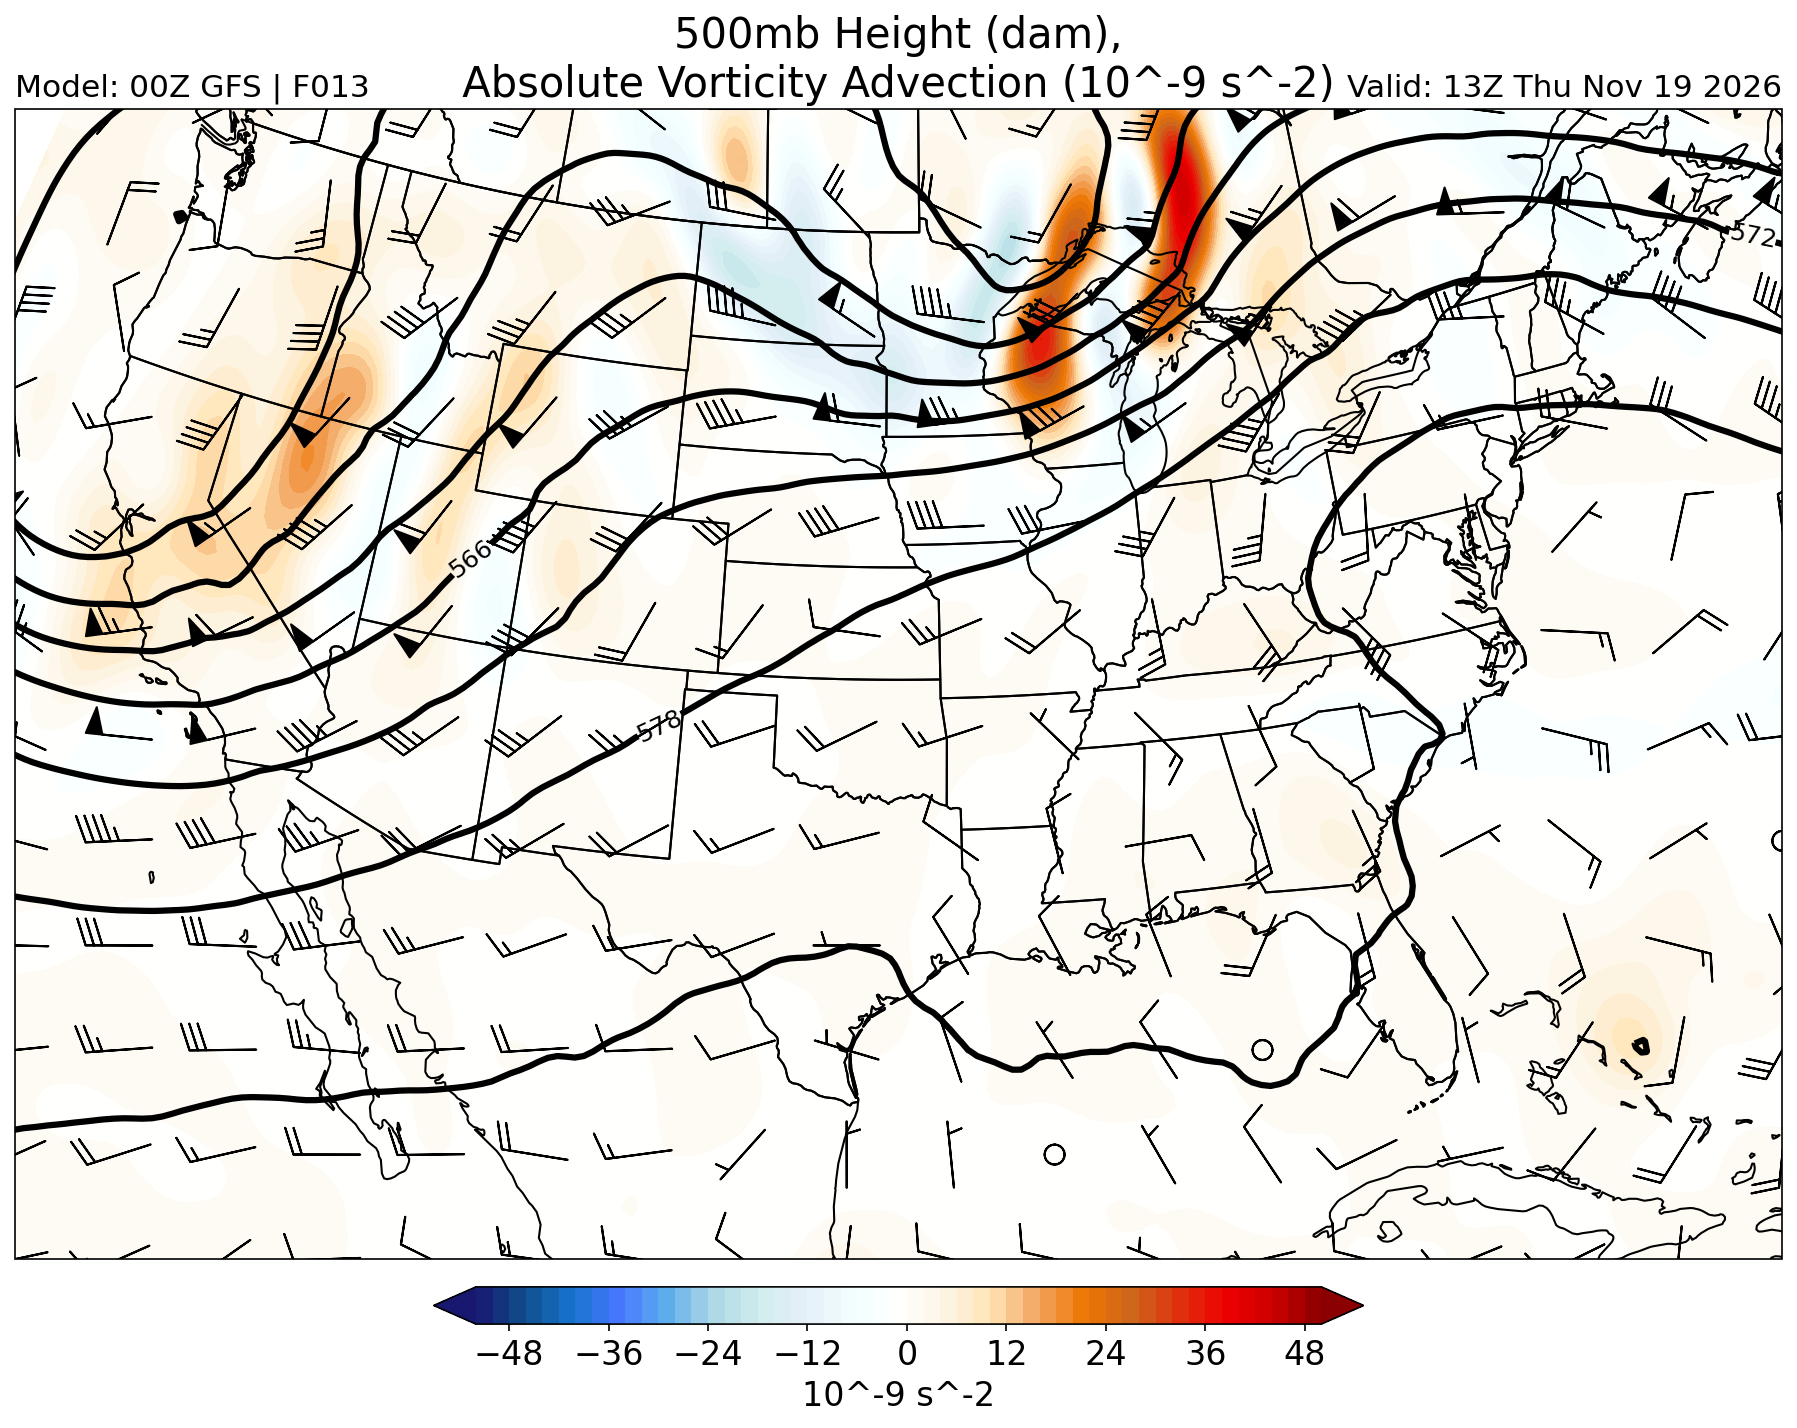 500mb Height (dam),
Model: 00Z GFS | F013 Absolute Vorticity Advection (10^-9 s^-2) Valid: 13Z Thu Nov 19 2026
572
566
578
−48 −36 −24 −12 0 12 24 36 48
10^-9 s^-2